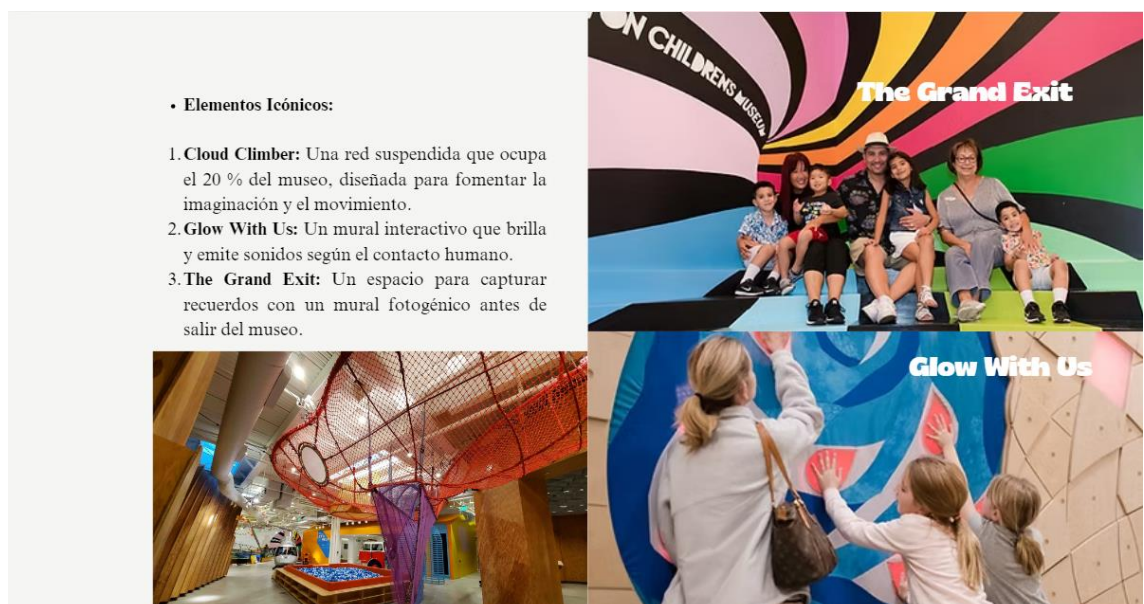 • Elementos Icónicos:
1. Cloud Climber: Una red suspendida que ocupa
el 20 % del museo, diseñada para fomentar la
imaginación y el movimiento.
2. Glow With Us: Un mural interactivo que brilla
y emite sonidos según el contacto humano.
3. The Grand Exit: Un espacio para capturar
recuerdos con un mural fotogénico antes de
salir del museo.
ON CHILDREN'S MUSEUM
The Grand Exit
Glow With Us